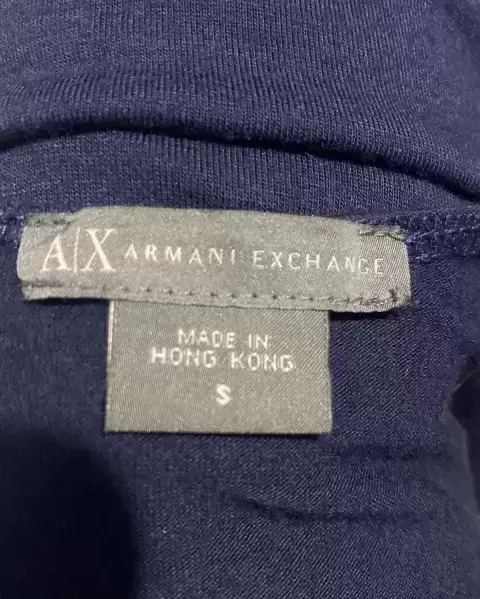 A|X ARMANI EXCHANGE
MADE IN
HONG KONG
S